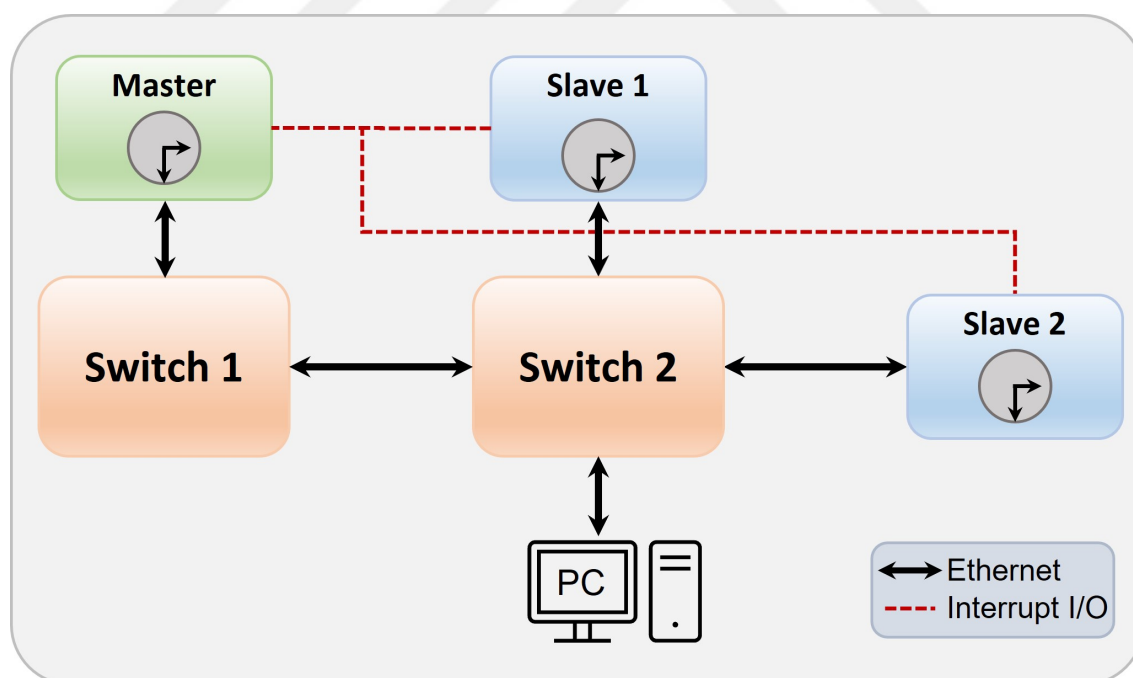 Master
Slave 1
Switch 1
Switch 2
Slave 2
PC
Ethernet
Interrupt I/O